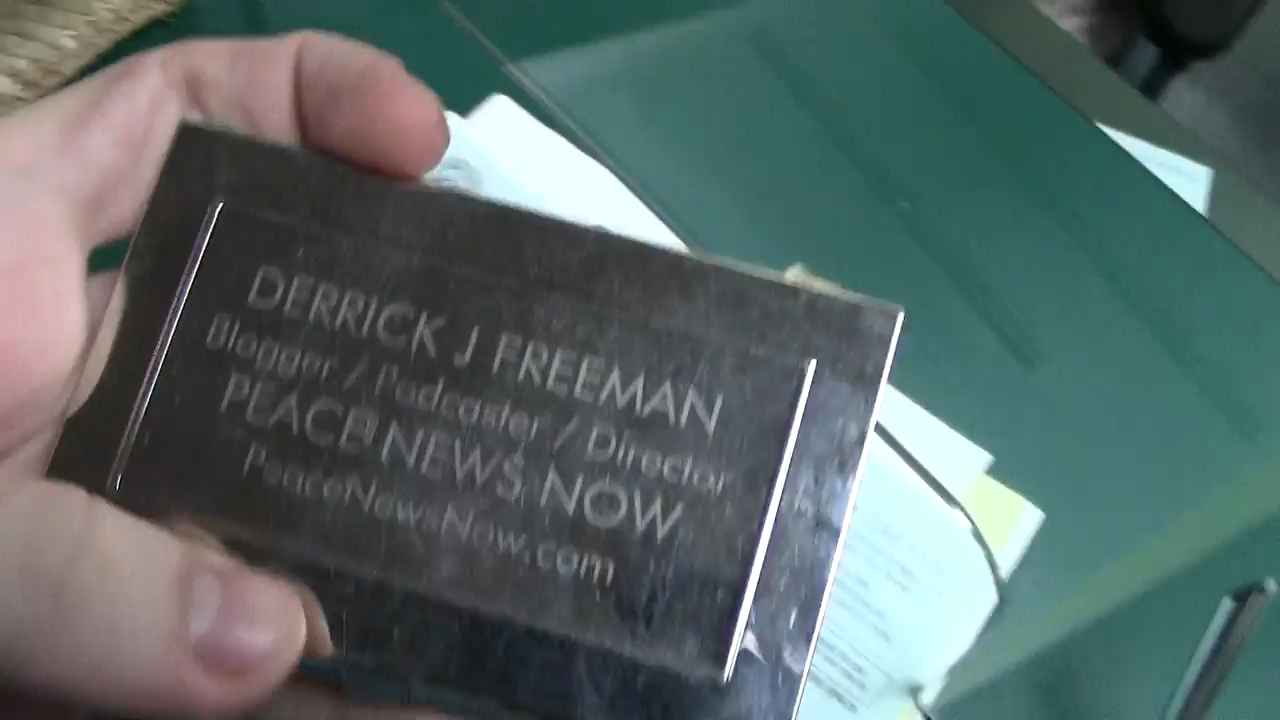 DERRICK J FREEMAN
Blogger / Podcaster / Director
PEACE NEWS NOW
PeaceNewsNow.com